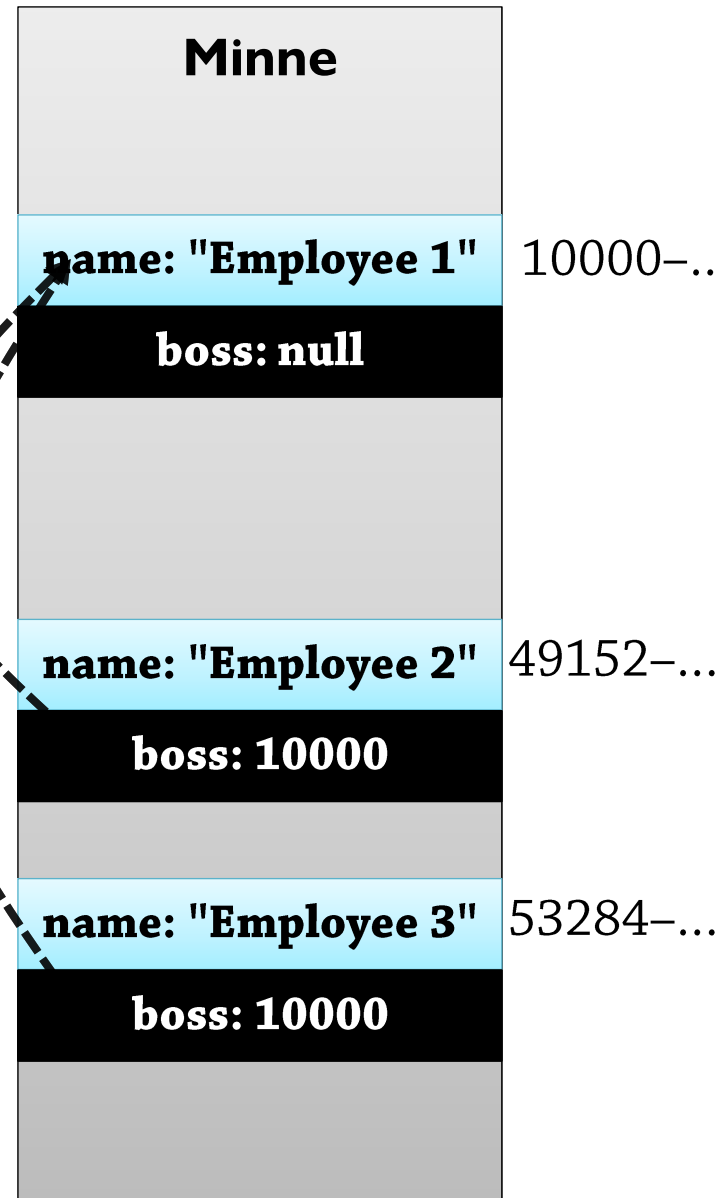 Minne
name: "Employee 1" 10000–..
boss: null
name: "Employee 2" 49152–...
boss: 10000
name: "Employee 3" 53284–...
boss: 10000